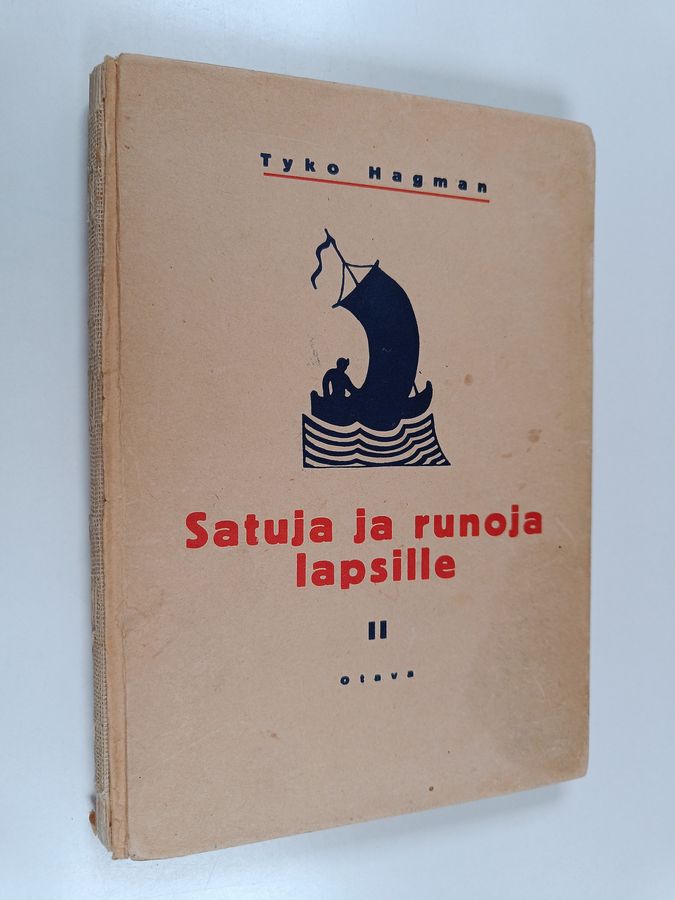 Tyko Hagman
Satuja ja runoja
lapsille
II
Otava